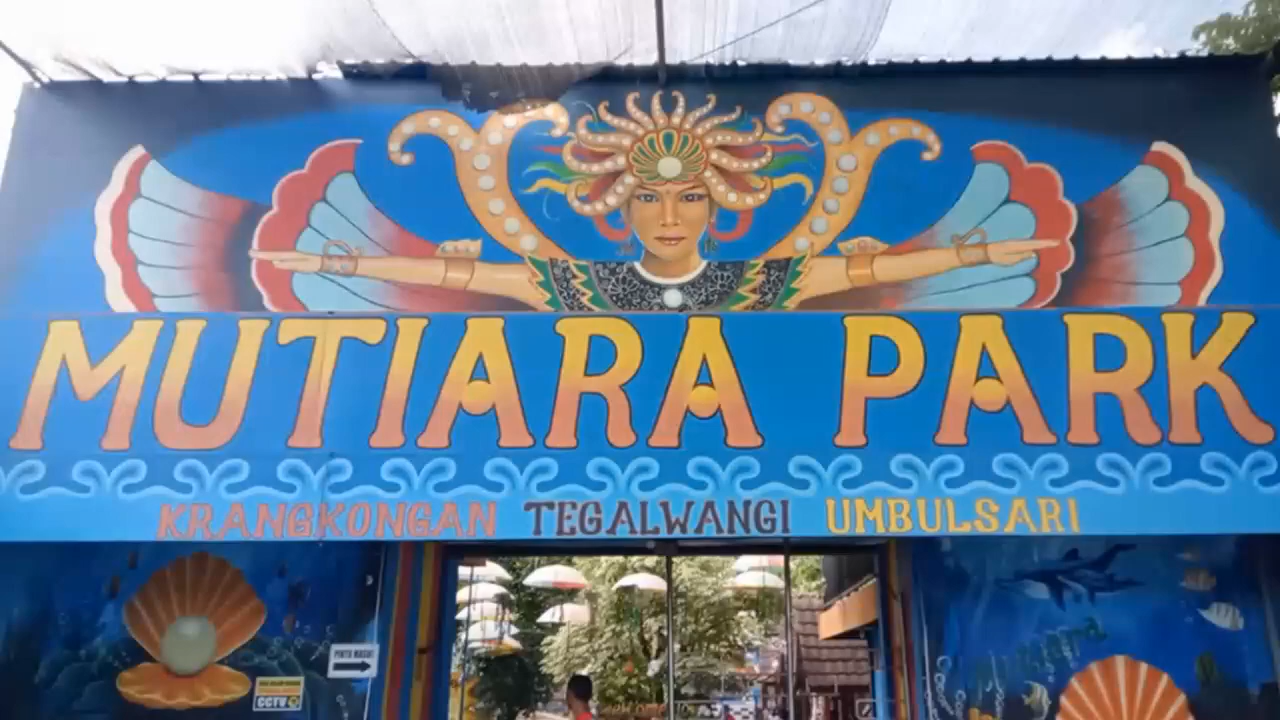 MUTIARA PARK
KRANGKONGAN TEGALWANGI UMBULSARI
PINTU MASUK
CCTV